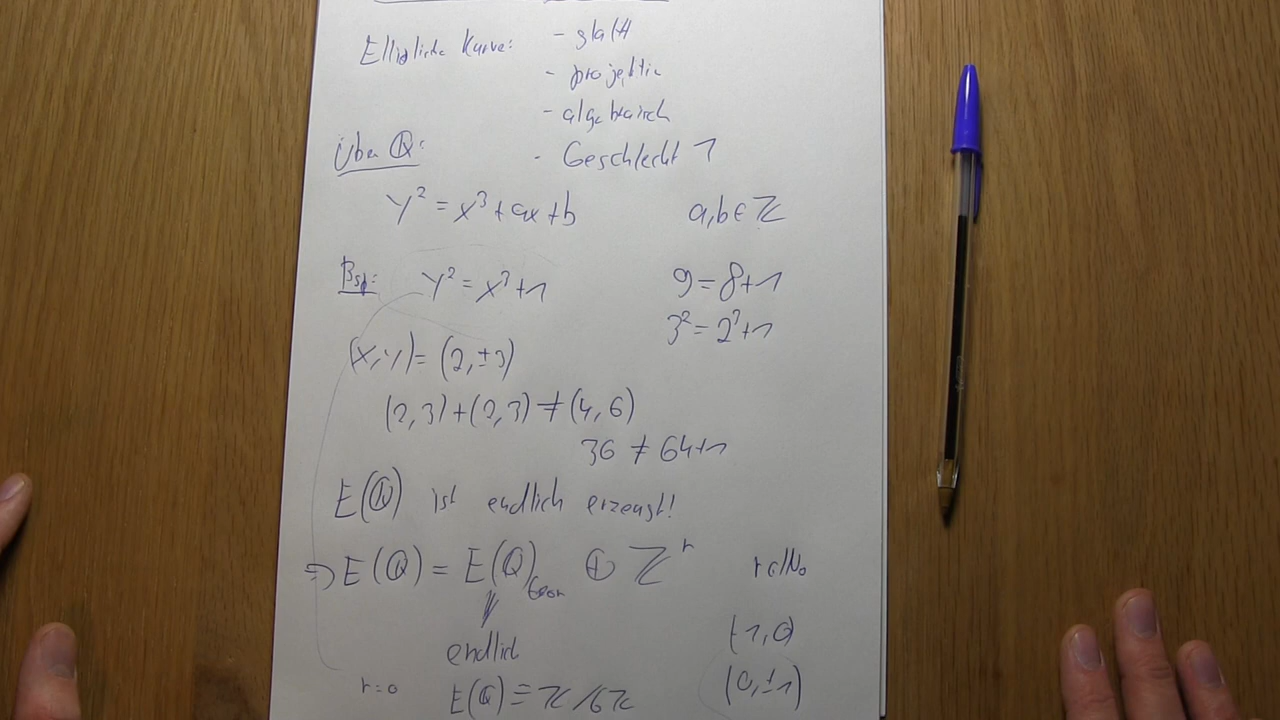 Elliptische Kurve: - glatt
- projektiv
- algebraisch
Über ℚ: - Geschlecht 1
y² = x³ + ax + b a,b ∈ ℤ
Bsp: y² = x³+1 9 = 8+1
3² = 2³+1
(x,y) = (2,±3)
(2,3)+(2,3) ≠ (4,6)
36 ≠ 64+1
E(ℚ) ist endlich erzeugt!
⇒ E(ℚ) = E(ℚ)tor ⊕ ℤ^r r ∈ ℕ₀
endlich (-1,0)
r=0 E(ℚ) ≅ ℤ/6ℤ (0,±1)